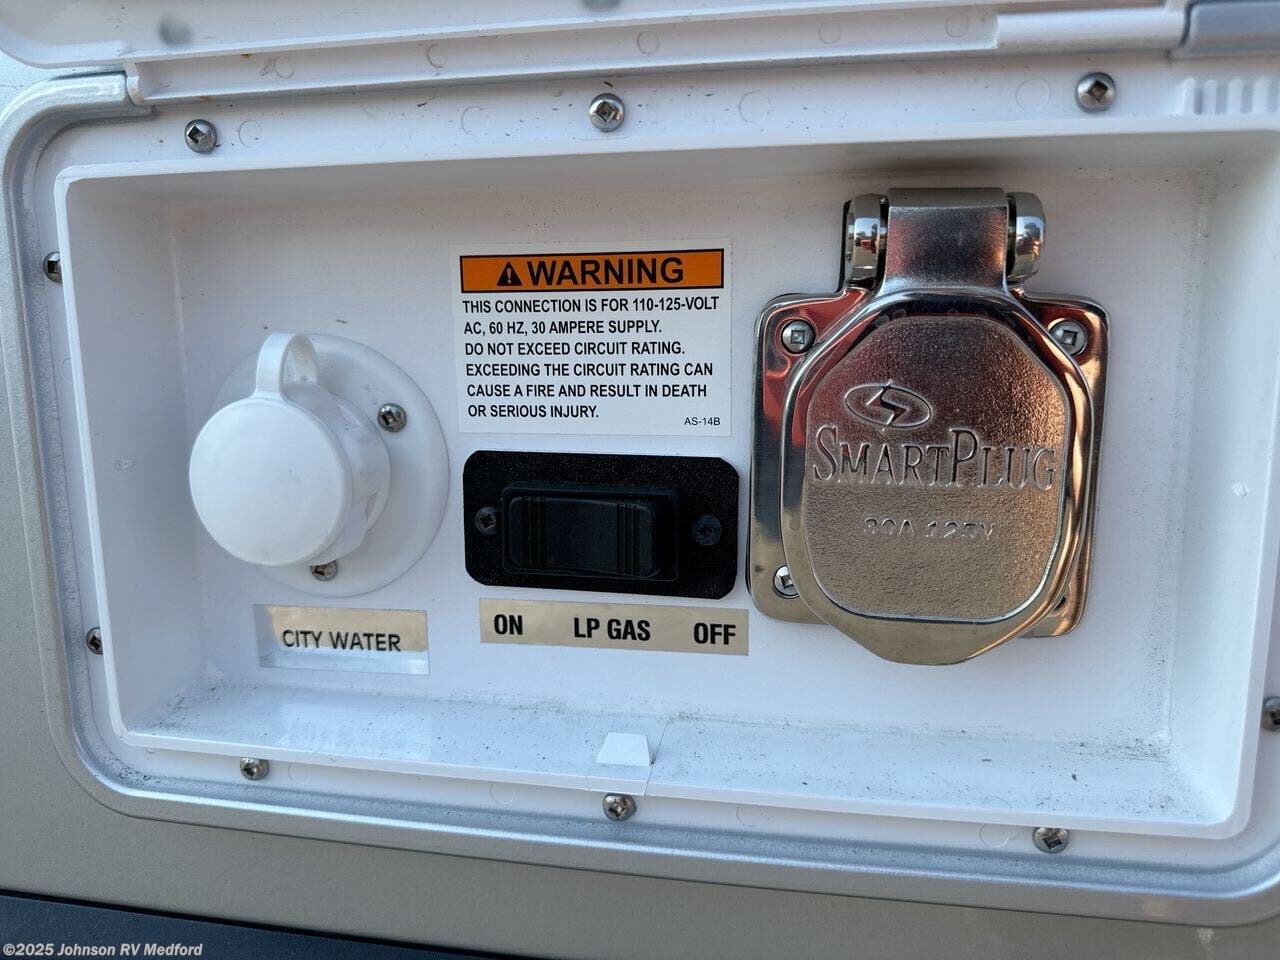 WARNING
THIS CONNECTION IS FOR 110-125-VOLT
AC, 60 HZ, 30 AMPERE SUPPLY.
DO NOT EXCEED CIRCUIT RATING.
EXCEEDING THE CIRCUIT RATING CAN
CAUSE A FIRE AND RESULT IN DEATH
OR SERIOUS INJURY.
AS-14B
SMARTPLUG
30A 125V
CITY WATER
ON LP GAS OFF
©2025 Johnson RV Medford